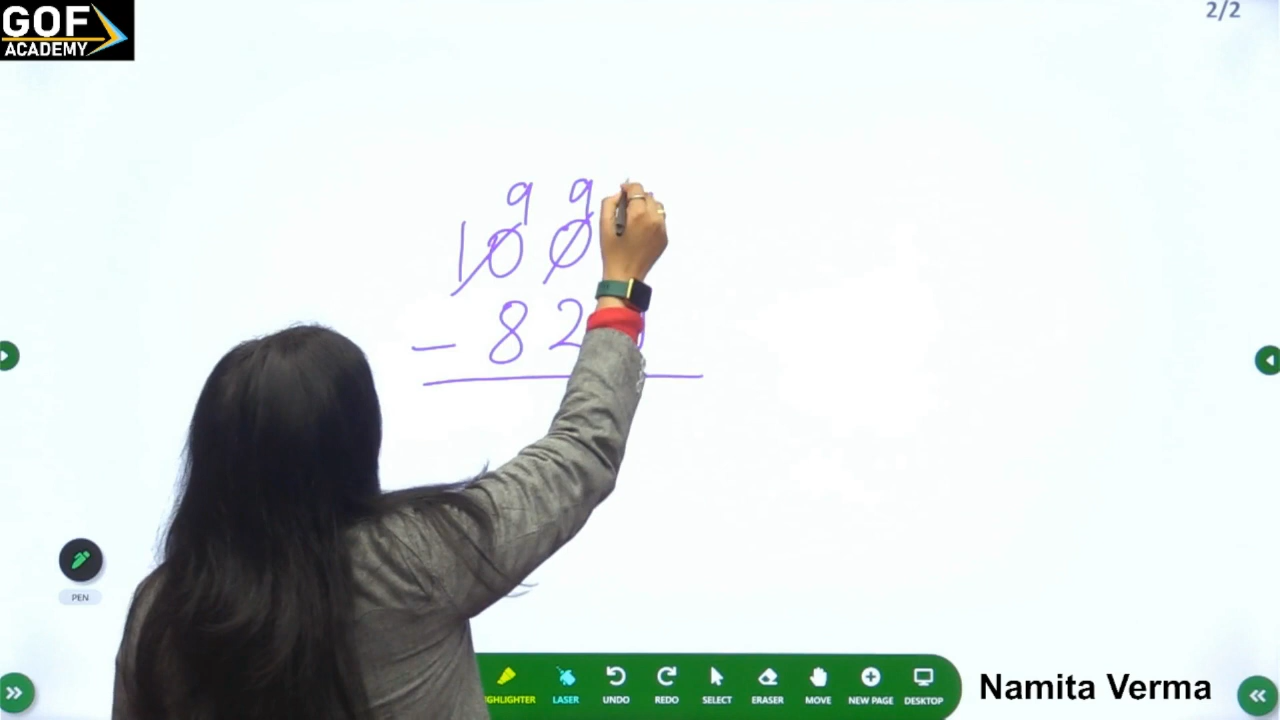 GOF
ACADEMY
2/2
9 9
1 0 0
- 8 2
PEN
HIGHLIGHTER
LASER
UNDO
REDO
SELECT
ERASER
MOVE
NEW PAGE
DESKTOP
Namita Verma